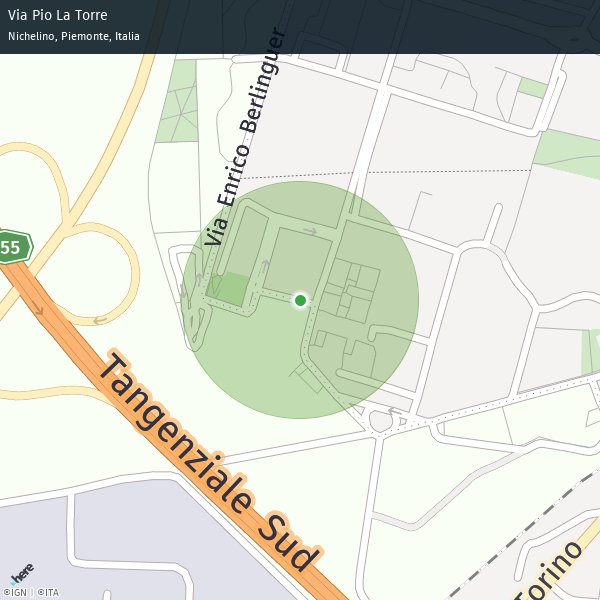 Via Pio La Torre
Nichelino, Piemonte, Italia
Via Enrico Berlinguer
55
Tangenziale Sud
Torino
here
©IGN | ©ITA